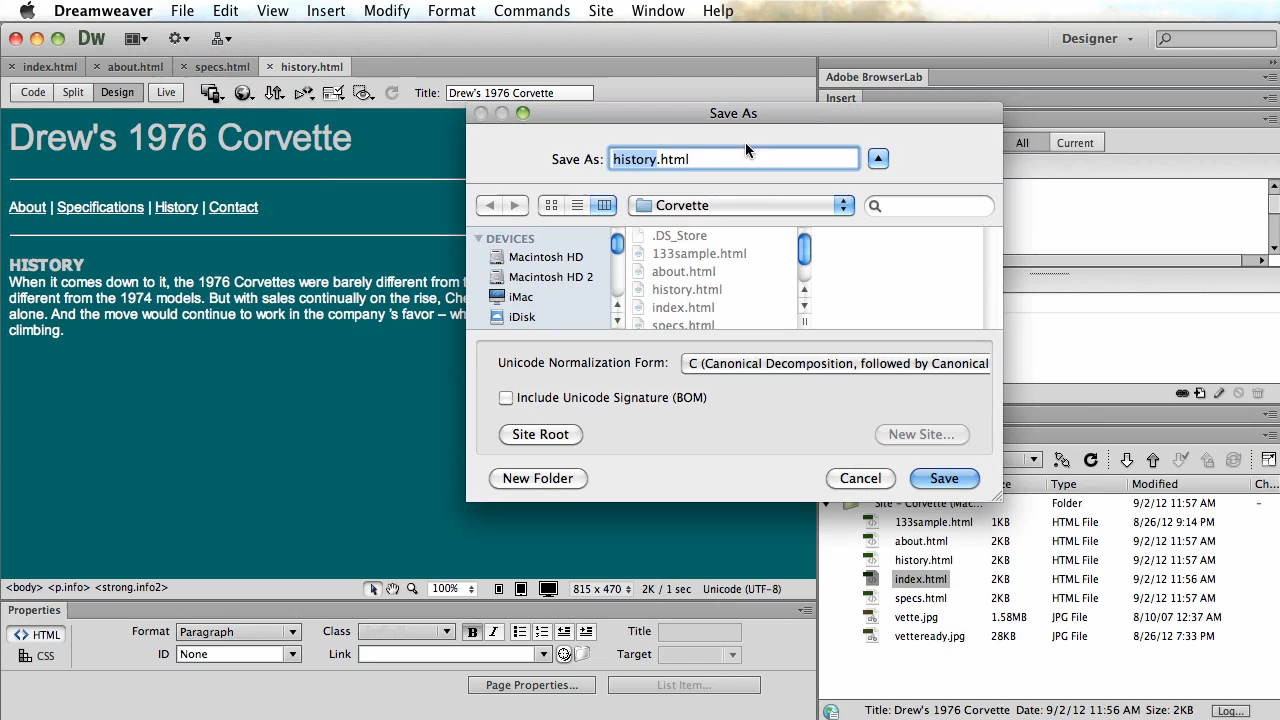 Dreamweaver File Edit View Insert Modify Format Commands Site Window Help
Dw Designer
index.html about.html specs.html history.html
Code Split Design Live Title: Drew's 1976 Corvette
Drew's 1976 Corvette
About | Specifications | History | Contact
HISTORY
When it comes down to it, the 1976 Corvettes were barely different from
different from the 1974 models. But with sales continually on the rise,
alone. And the move would continue to work in the company 's favor –
climbing.
Save As
Save As: history.html
Corvette
DEVICES
Macintosh HD
Macintosh HD 2
iMac
iDisk
.DS_Store
133sample.html
about.html
history.html
index.html
specs.html
Unicode Normalization Form: C (Canonical Decomposition, followed by Canonical
Include Unicode Signature (BOM)
Site Root New Site...
New Folder Cancel Save
Adobe BrowserLab
Insert
All Current
Type Modified Ch...
Site – Corvette (Mac... Folder 9/2/12 11:57 AM –
133sample.html 1KB HTML File 8/26/12 9:14 PM
about.html 2KB HTML File 9/2/12 11:57 AM
history.html 2KB HTML File 9/2/12 11:57 AM
index.html 2KB HTML File 9/2/12 11:56 AM
specs.html 2KB HTML File 9/2/12 11:57 AM
vette.jpg 1.58MB JPG File 8/10/07 12:37 AM
vetteready.jpg 28KB JPG File 8/26/12 7:33 PM
Title: Drew's 1976 Corvette Date: 9/2/12 11:56 AM Size: 2KB Log...
<body> <p.info> <strong.info2> 100% 815 x 470 2K / 1 sec Unicode (UTF-8)
Properties
<> HTML Format Paragraph Class B I Title
CSS ID None Link Target
Page Properties... List Item...